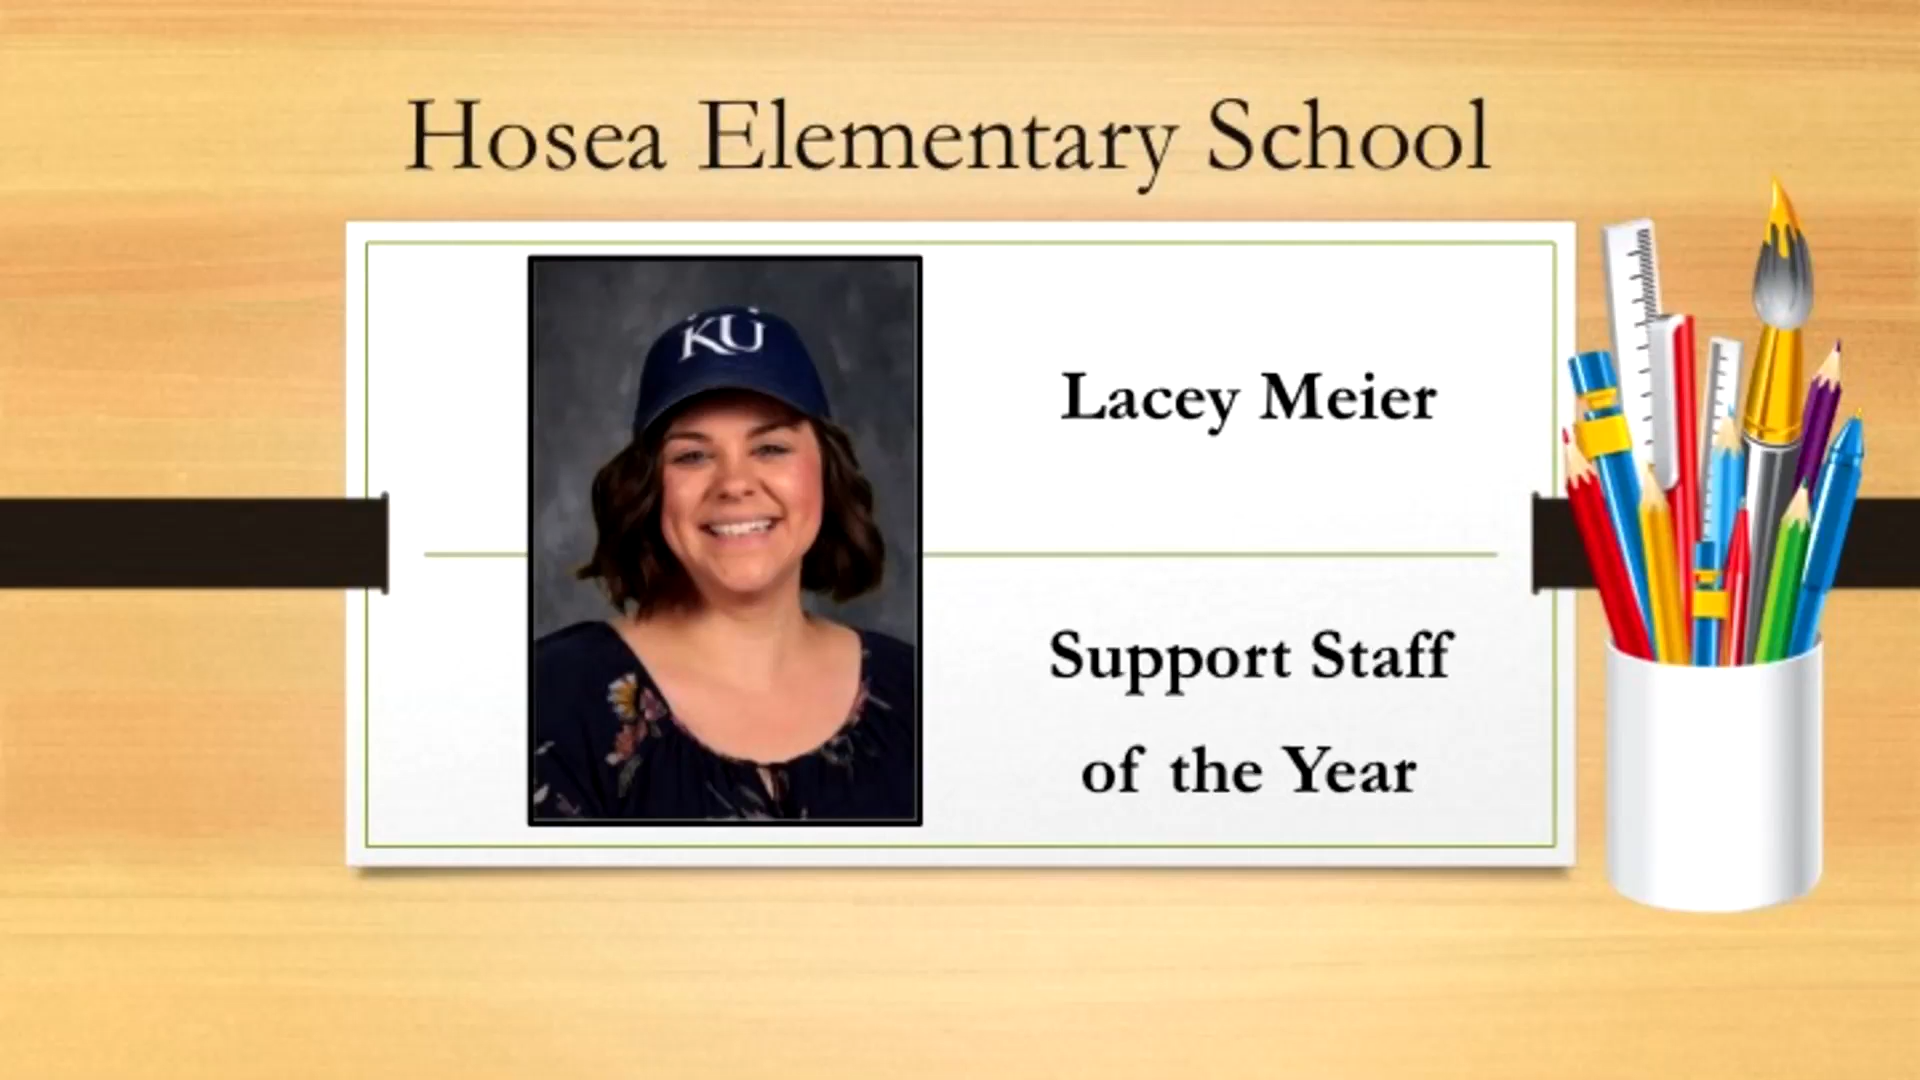 Hosea Elementary School
KU
Lacey Meier
Support Staff
of the Year